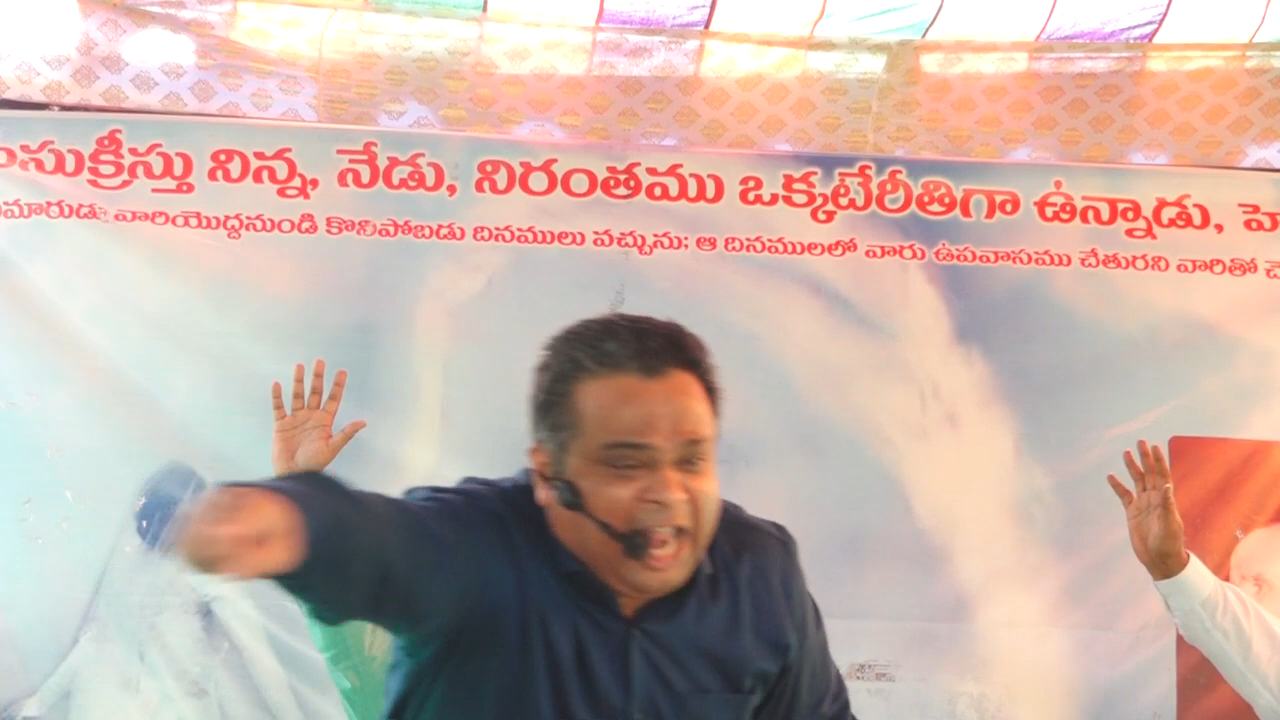 నిన్న, నేడు, నిరంతము ఒక్కటేరీతిగా ఉన్నాడు,
వారియొద్దనుండి కొనిపోబడు దినములు వచ్చును; ఆ దినములలో వారు ఉపవాసము చేతురని వారితో